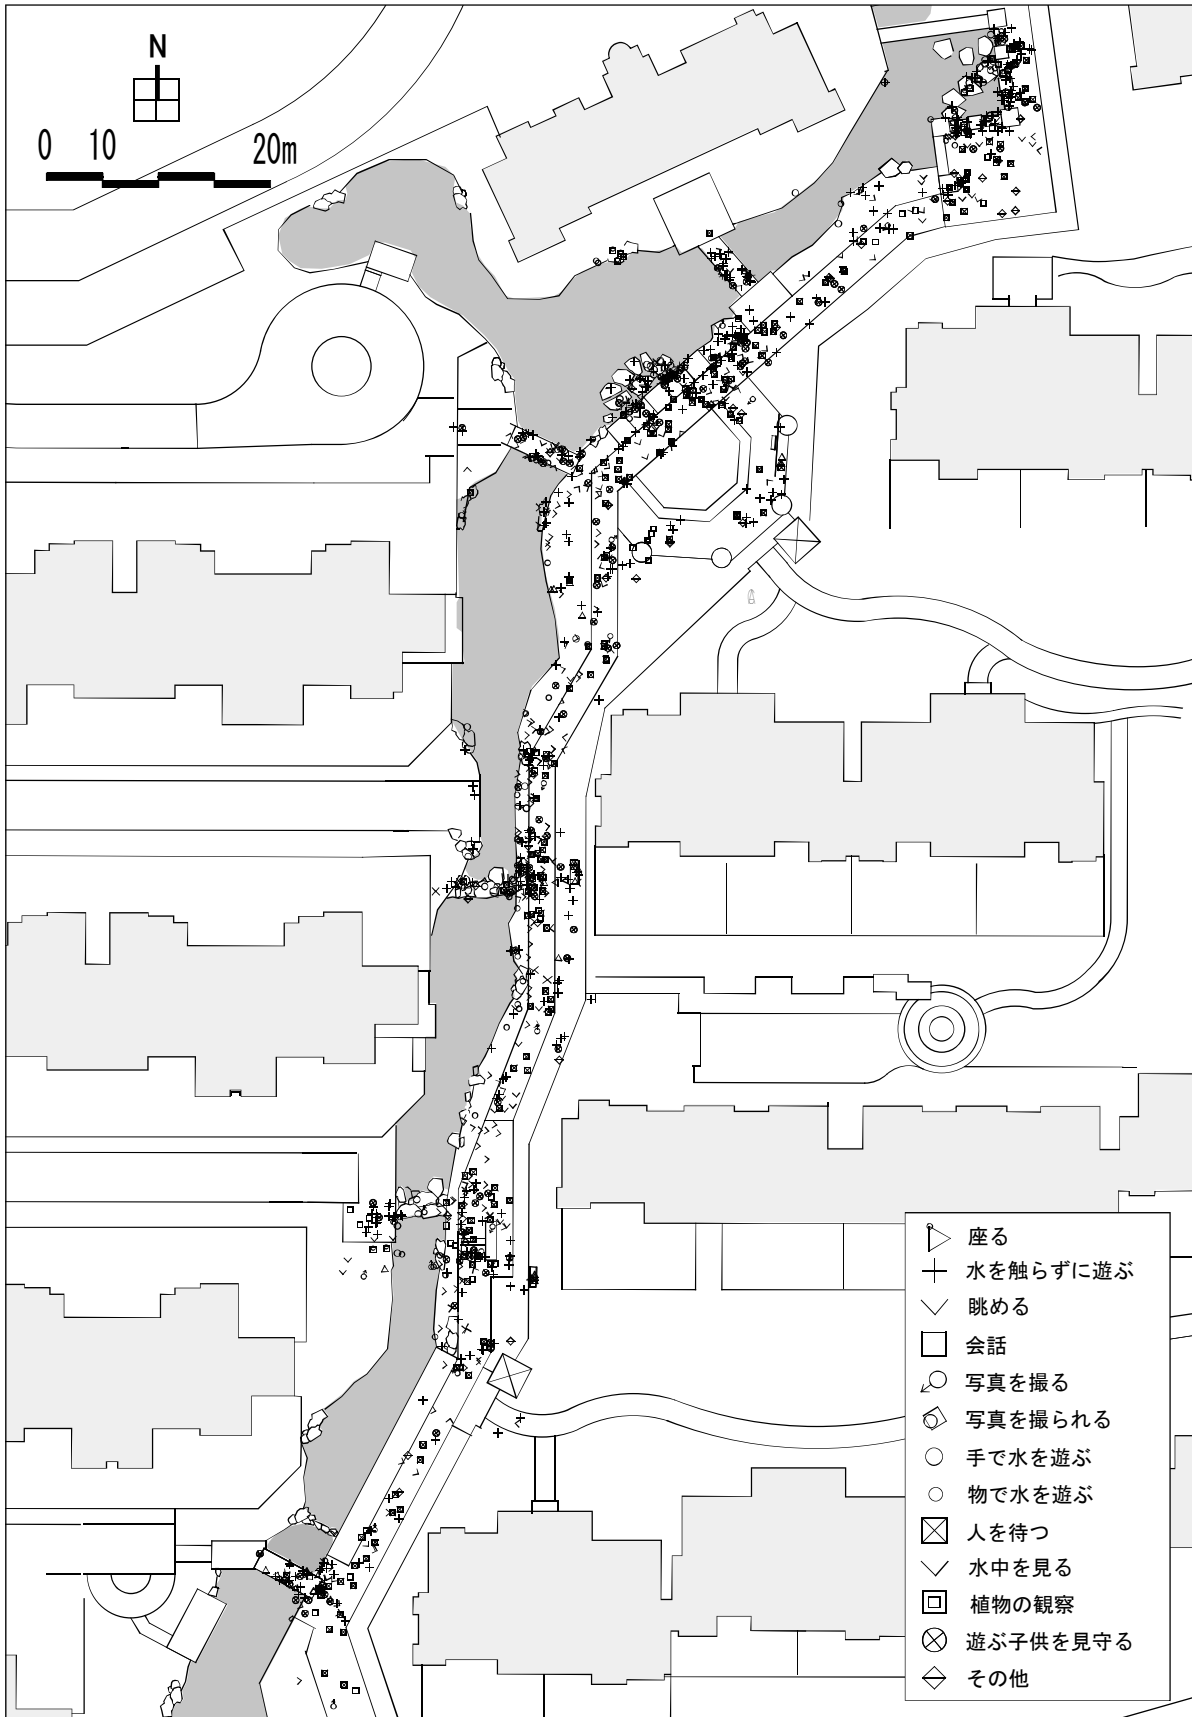 N
0 10 20m
座る
水を触らずに遊ぶ
眺める
会話
写真を撮る
写真を撮られる
手で水を遊ぶ
物で水を遊ぶ
人を待つ
水中を見る
植物の観察
遊ぶ子供を見守る
その他